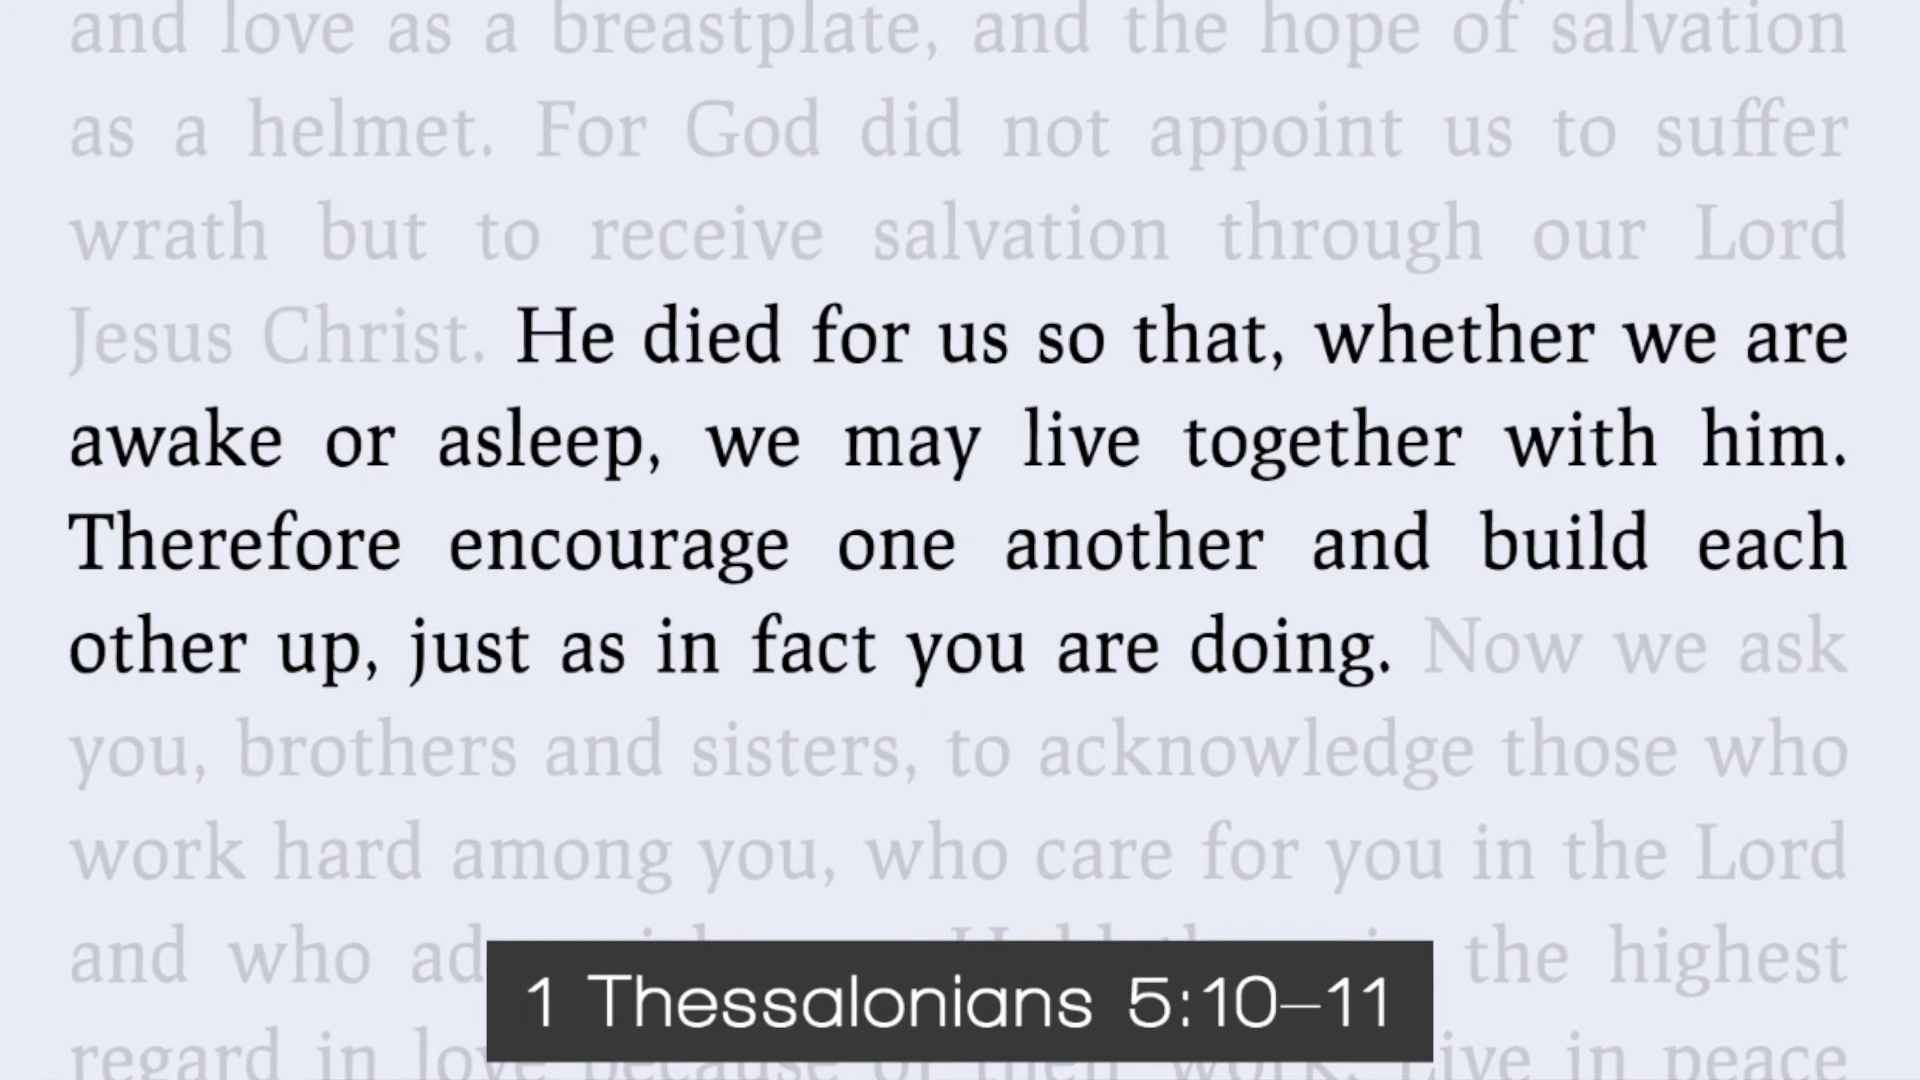 and love as a breastplate, and the hope of salvation
as a helmet. For God did not appoint us to suffer
wrath but to receive salvation through our Lord
Jesus Christ. He died for us so that, whether we are
awake or asleep, we may live together with him.
Therefore encourage one another and build each
other up, just as in fact you are doing. Now we ask
you, brothers and sisters, to acknowledge those who
work hard among you, who care for you in the Lord
and who the highest
1 Thessalonians 5:10–11
regard in in peace